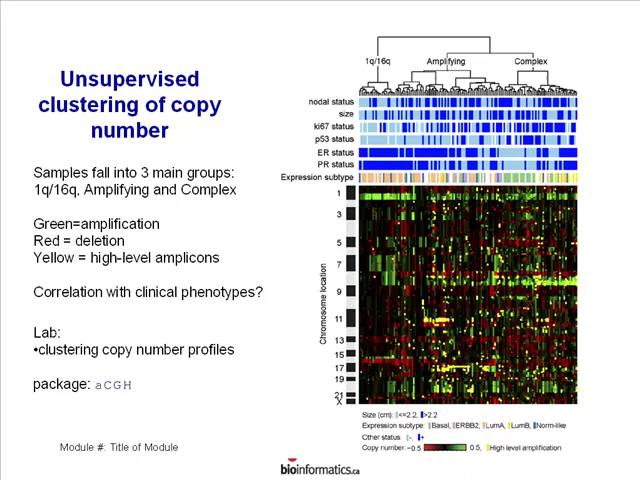 Unsupervised
clustering of copy
number
Samples fall into 3 main groups:
1q/16q, Amplifying and Complex
Green=amplification
Red = deletion
Yellow = high-level amplicons
Correlation with clinical phenotypes?
Lab:
•clustering copy number profiles
package: aCGH
Module #: Title of Module
1q/16q Amplifying Complex
nodal status
size
ki67 status
p53 status
ER status
PR status
Expression subtype
Chromosome location
1
3
5
7
9
11
13
15
17
19
21
X
Size (cm): <=2.2, >2.2
Expression subtype: Basal, ERBB2, LumA, LumB, Norm-like
Other status: -, +
Copy number: −0.5 0.5, High level amplification
bioinformatics.ca